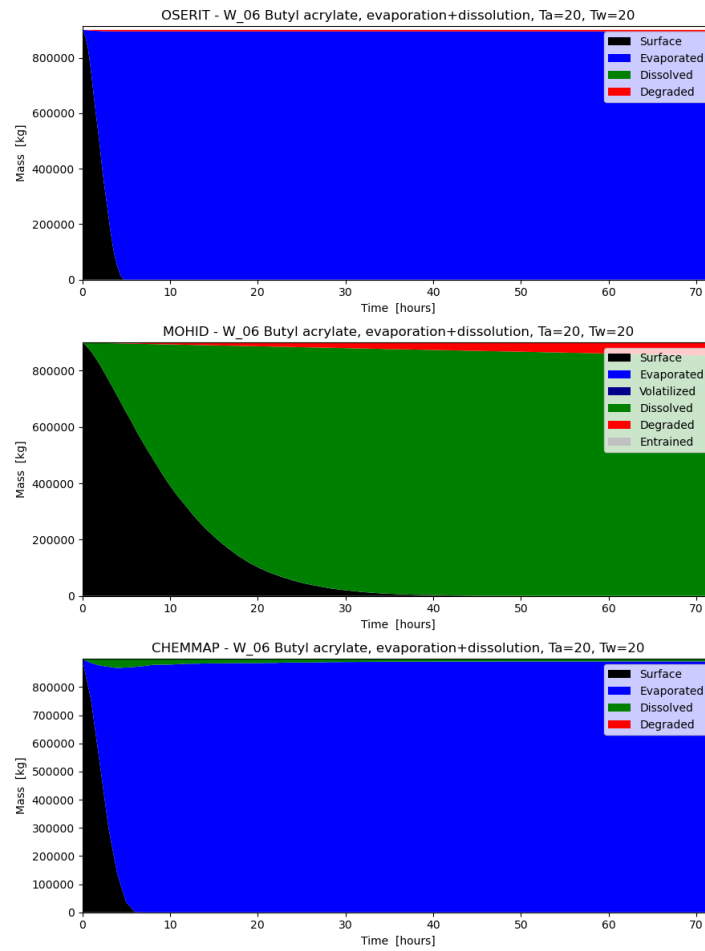 OSERIT - W_06 Butyl acrylate, evaporation+dissolution, Ta=20, Tw=20
Mass [kg]
800000
600000
400000
200000
0
Surface
Evaporated
Dissolved
Degraded
0 10 20 30 40 50 60 70
Time [hours]
MOHID - W_06 Butyl acrylate, evaporation+dissolution, Ta=20, Tw=20
Mass [kg]
800000
600000
400000
200000
0
Surface
Evaporated
Volatilized
Dissolved
Degraded
Entrained
0 10 20 30 40 50 60 70
Time [hours]
CHEMMAP - W_06 Butyl acrylate, evaporation+dissolution, Ta=20, Tw=20
Mass [kg]
800000
700000
600000
500000
400000
300000
200000
100000
0
Surface
Evaporated
Dissolved
Degraded
0 10 20 30 40 50 60 70
Time [hours]